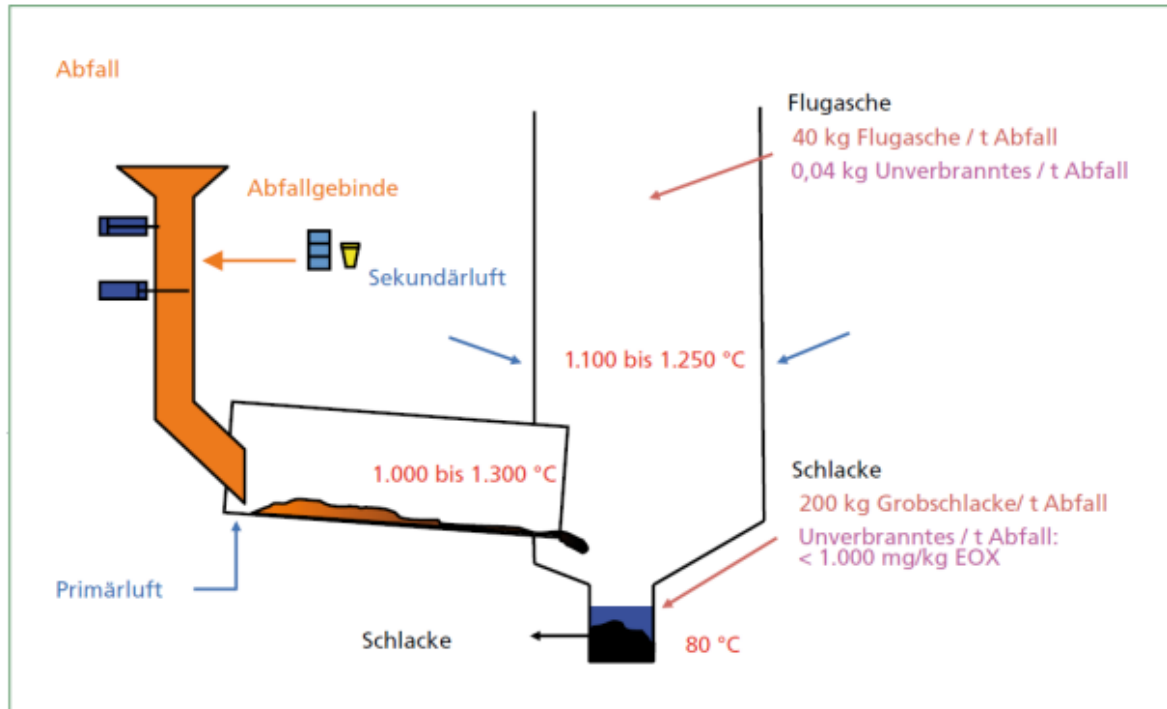 Abfall
Flugasche
40 kg Flugasche / t Abfall
0,04 kg Unverbranntes / t Abfall
Abfallgebinde
Sekundärluft
1.100 bis 1.250 °C
1.000 bis 1.300 °C
Schlacke
200 kg Grobschlacke/ t Abfall
Unverbranntes / t Abfall:
< 1.000 mg/kg EOX
Primärluft
Schlacke
80 °C